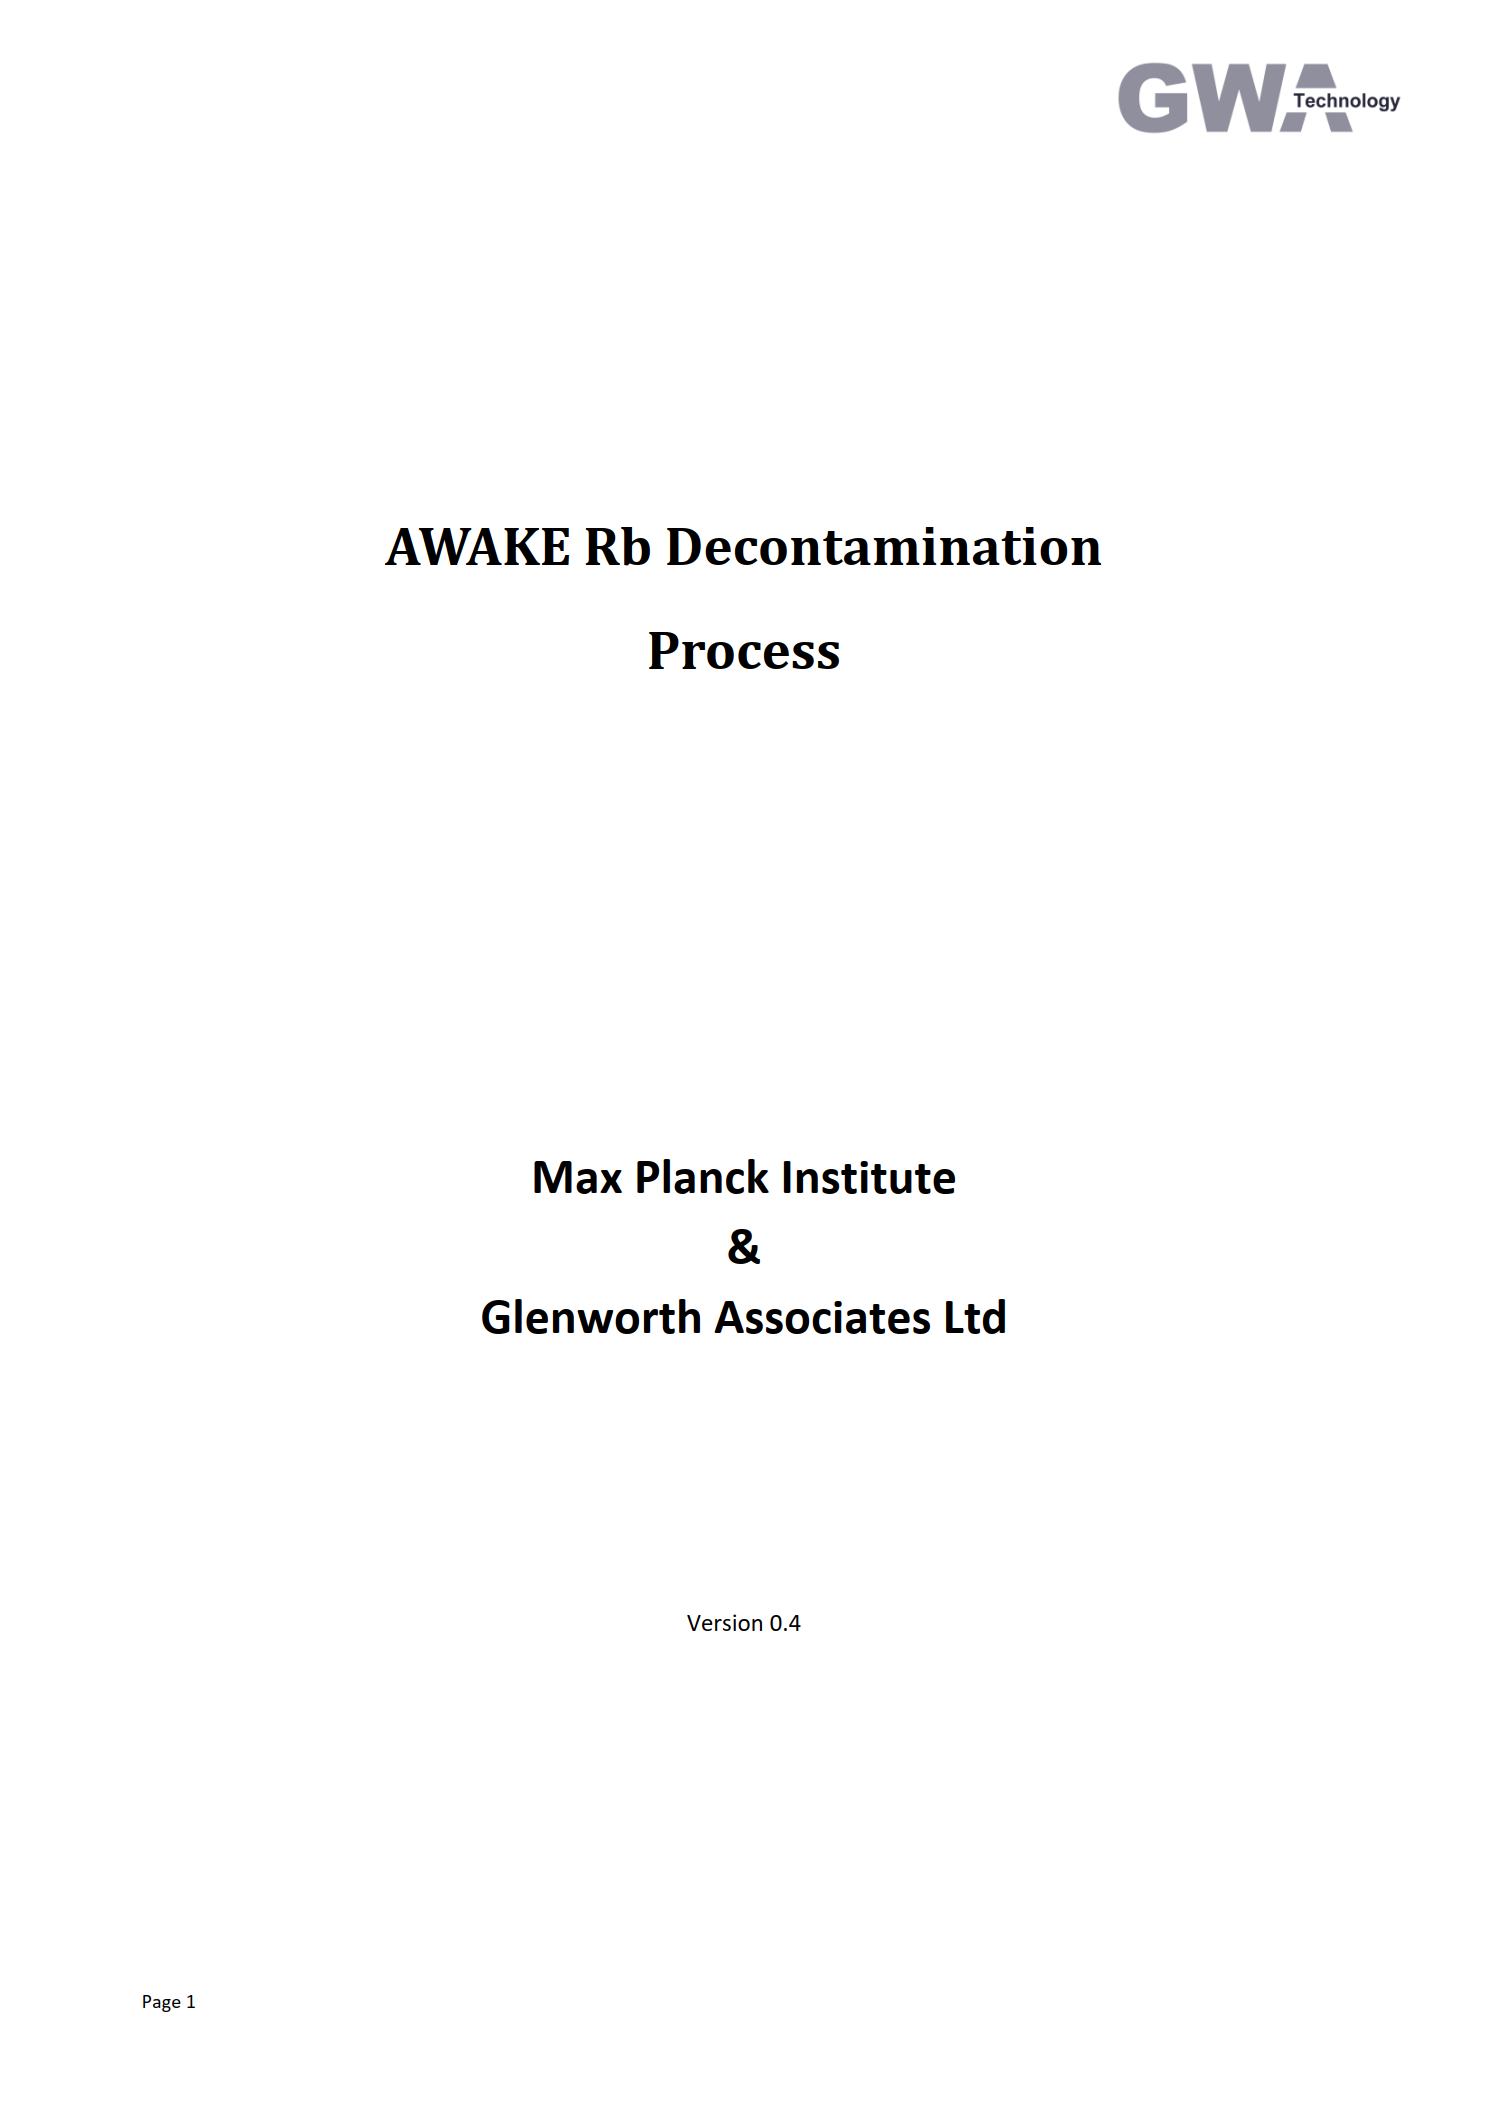 GWA
Technology
AWAKE Rb Decontamination
Process
Max Planck Institute
&
Glenworth Associates Ltd
Version 0.4
Page 1